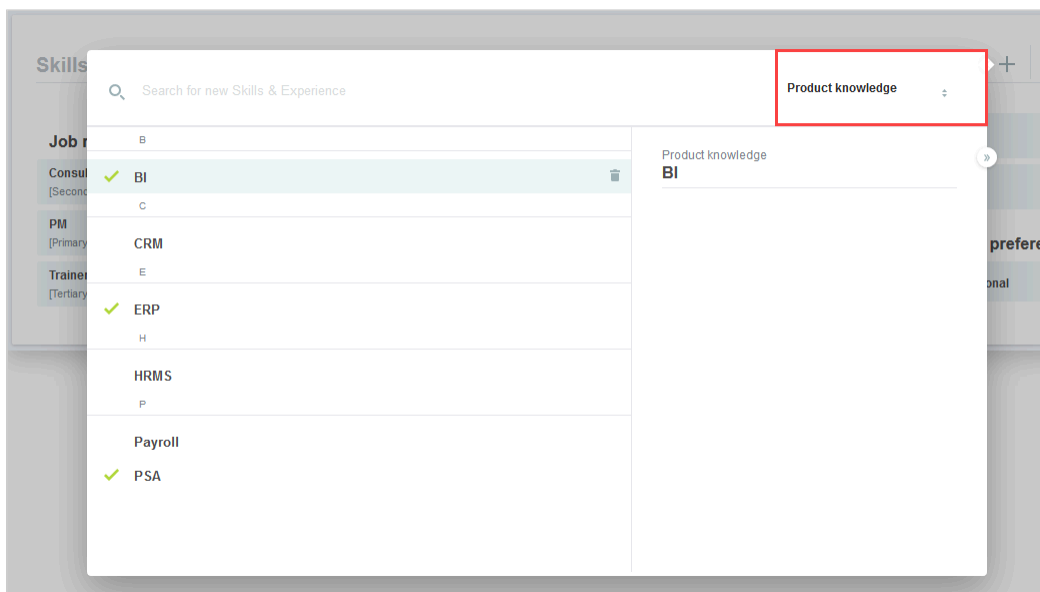 Skills
Search for new Skills & Experience
Product knowledge
Job r
Consul
[Second
PM
[Primary
Trainer
[Tertiary
B
BI
C
CRM
E
ERP
H
HRMS
P
Payroll
PSA
Product knowledge
BI
»
prefere
onal